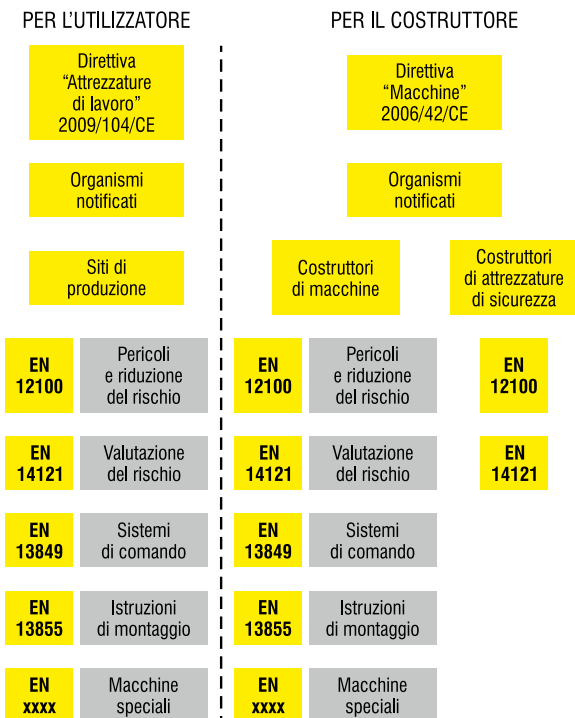 PER L'UTILIZZATORE
Direttiva
“Attrezzature
di lavoro”
2009/104/CE
Organismi
notificati
Siti di
produzione
EN
12100
Pericoli
e riduzione
del rischio
EN
14121
Valutazione
del rischio
EN
13849
Sistemi
di comando
EN
13855
Istruzioni
di montaggio
EN
xxxx
Macchine
speciali
PER IL COSTRUTTORE
Direttiva
“Macchine”
2006/42/CE
Organismi
notificati
Costruttori
di macchine
Costruttori
di attrezzature
di sicurezza
EN
12100
Pericoli
e riduzione
del rischio
EN
12100
EN
14121
Valutazione
del rischio
EN
14121
EN
13849
Sistemi
di comando
EN
13855
Istruzioni
di montaggio
EN
xxxx
Macchine
speciali